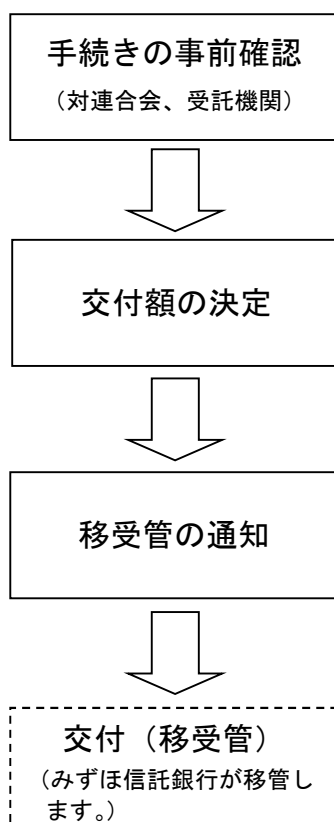 手続きの事前確認
（対連合会、受託機関）
交付額の決定
移受管の通知
交付（移受管）
（みずほ信託銀行が移管し
ます。）